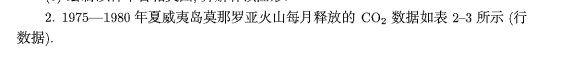 2. 1975—1980 年夏威夷岛莫那罗亚火山每月释放的 CO₂ 数据如表 2–3 所示 (行
数据).